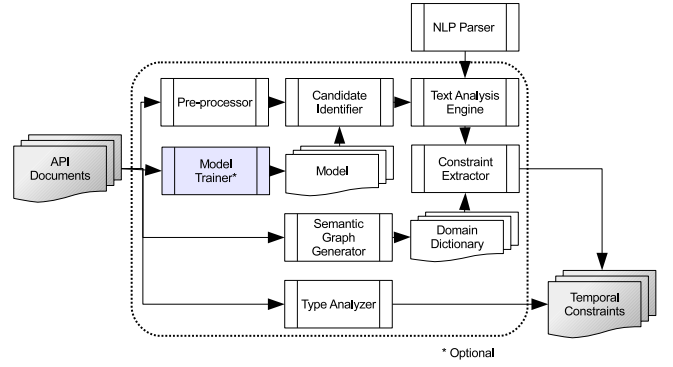 NLP Parser
Pre-processor
Candidate
Identifier
Text Analysis
Engine
API
Documents
Model
Trainer*
Model
Constraint
Extractor
Semantic
Graph
Generator
Domain
Dictionary
Type Analyzer
Temporal
Constraints
* Optional